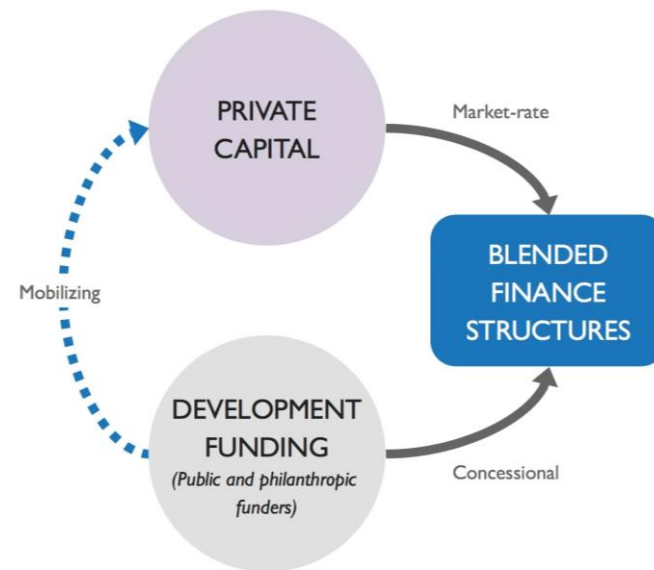 PRIVATE
CAPITAL
Market-rate
BLENDED
FINANCE
STRUCTURES
Mobilizing
DEVELOPMENT
FUNDING
(Public and philanthropic
funders)
Concessional